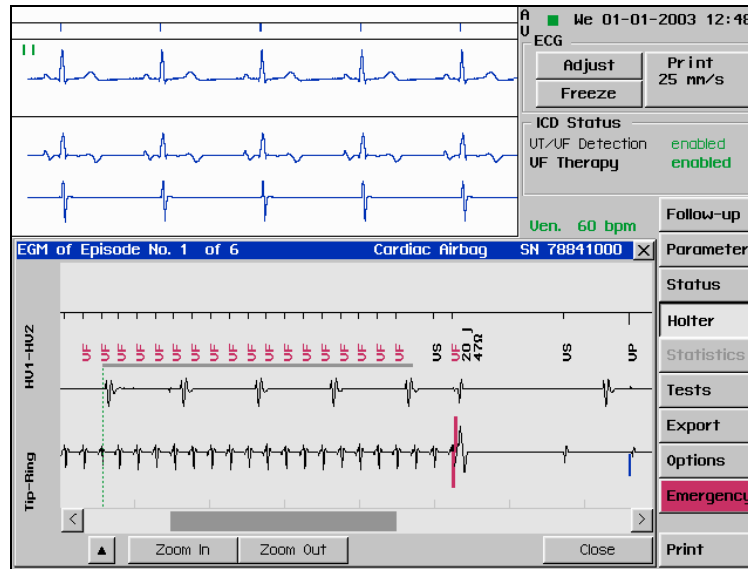 A
V
We 01-01-2003 12:48
ECG
Adjust
Freeze
Print
25 mm/s
ICD Status
VT/VF Detection enabled
VF Therapy enabled
Ven. 60 bpm
Follow-up
Parameter
Status
Holter
Statistics
Tests
Export
Options
Emergency
Print
EGM of Episode No. 1 of 6 Cardiac Airbag SN 78841000
HV1-HV2
Tip-Ring
VF VF VF VF VF VF VF VF VF VF VF VF VF VF VF VF VF VS VF 20 J VS VP
47Ω
Zoom In Zoom Out Close